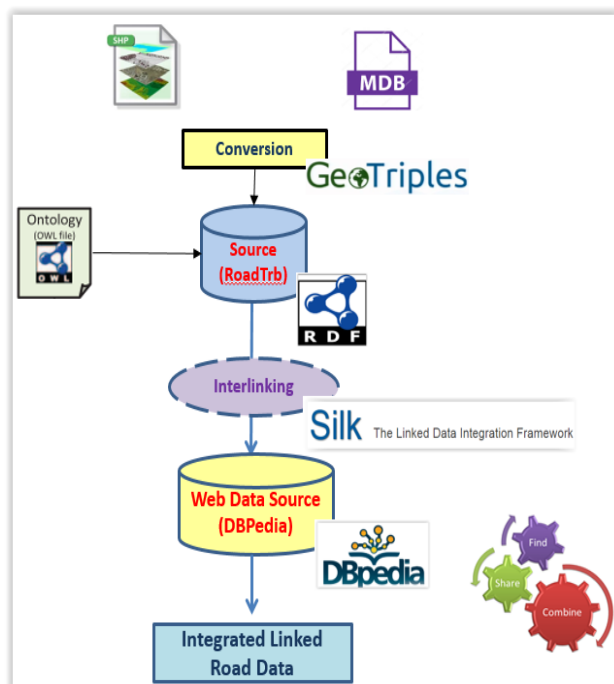 SHP
MDB
Conversion
GeoTriples
Ontology
(OWL file)
OWL
Source
(RoadTrb)
RDF
Interlinking
Silk The Linked Data Integration Framework
Web Data Source
(DBPedia)
DBpedia
Find
Share
Combine
Integrated Linked
Road Data